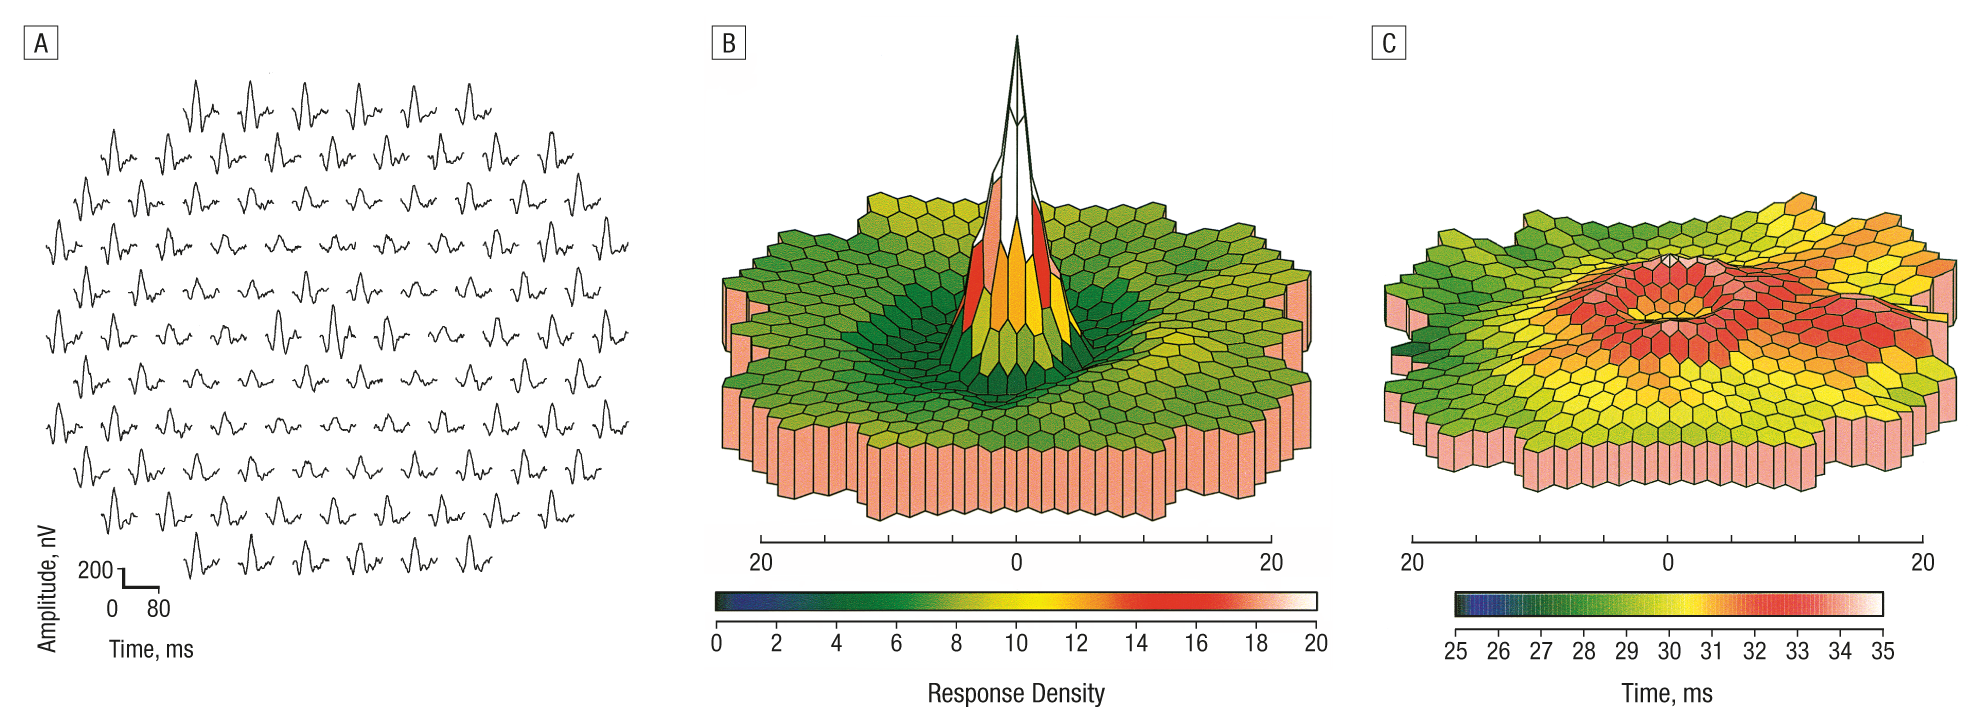 A
B
C
Amplitude, nV
200
0 80
Time, ms
20 0 20
0 2 4 6 8 10 12 14 16 18 20
Response Density
20 0 20
25 26 27 28 29 30 31 32 33 34 35
Time, ms